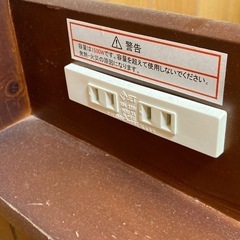 ⚠警告
容量は1500Wです。容量を超えて使用しないでください。
発熱・火災の原因になります。